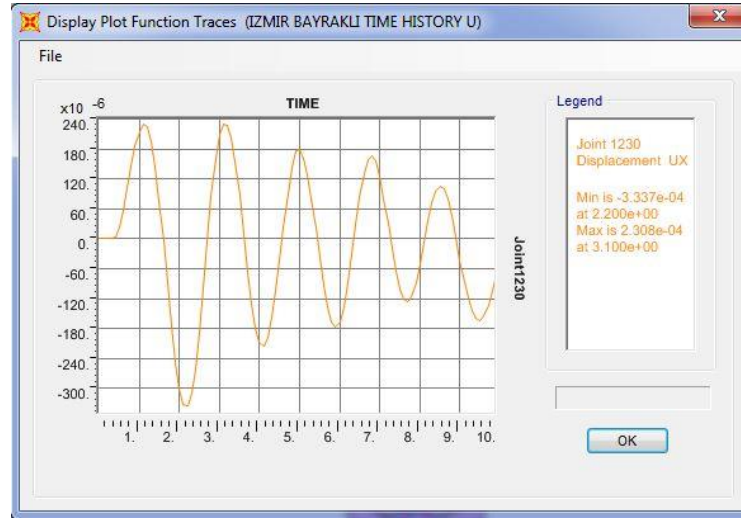 Display Plot Function Traces (IZMIR BAYRAKLI TIME HISTORY U)
File
x10 -6
TIME
240.
180.
120.
60.
0.
-60.
-120.
-180.
-240.
-300.
1. 2. 3. 4. 5. 6. 7. 8. 9. 10.
Joint1230
Legend
Joint 1230
Displacement UX
Min is -3.337e-04
at 2.200e+00
Max is 2.308e-04
at 3.100e+00
OK